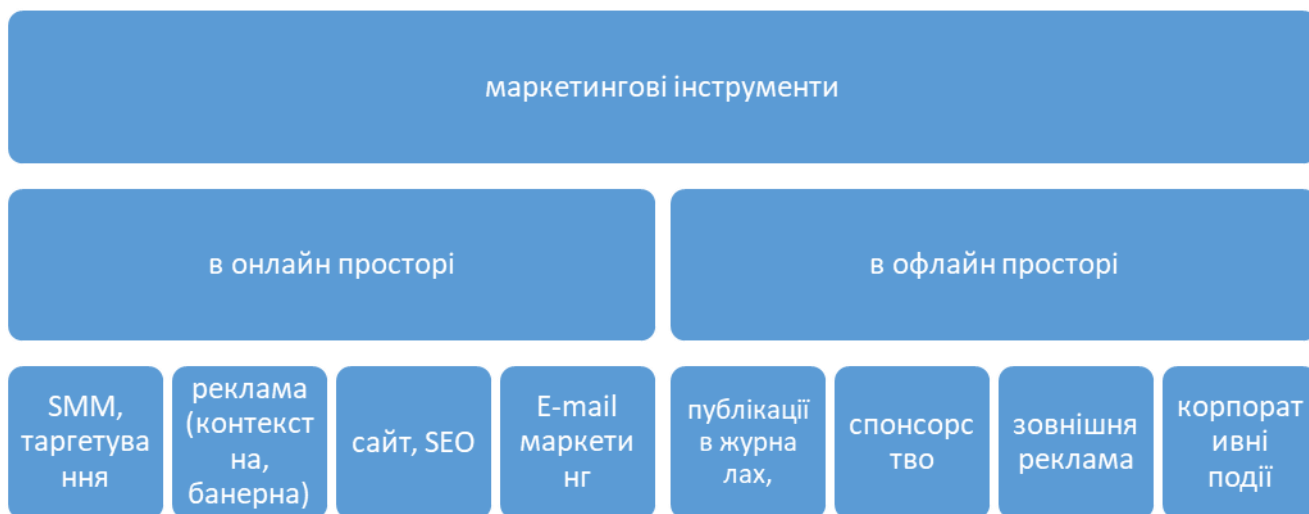 маркетингові інструменти
в онлайн просторі
в офлайн просторі
SMM,
таргетува
ння
реклама
(контекст
на,
банерна)
сайт, SEO
E-mail
маркети
нг
публікації
в журна
лах,
спонсорс
тво
зовнішня
реклама
корпорат
ивні
події